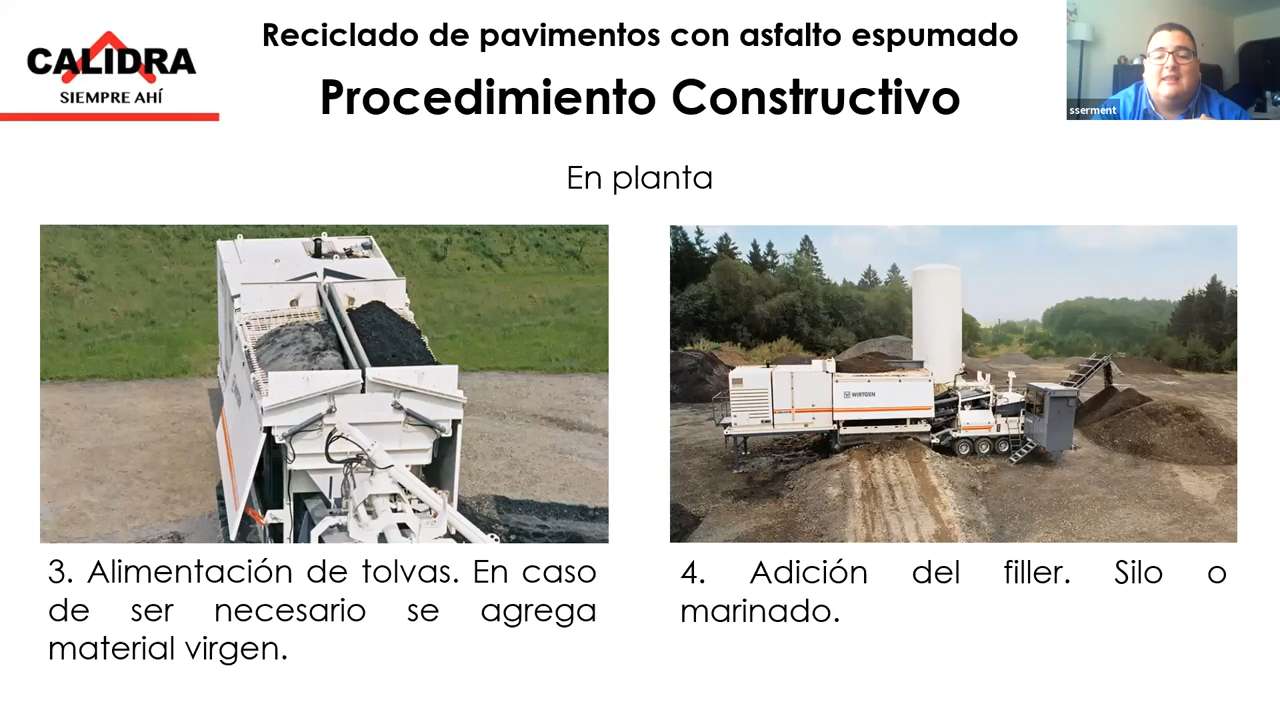 Reciclado de pavimentos con asfalto espumado
CALIDRA
SIEMPRE AHÍ
Procedimiento Constructivo
sserment
En planta
WIRTGEN
3. Alimentación de tolvas. En caso
de ser necesario se agrega
material virgen.
4. Adición del filler. Silo o
marinado.